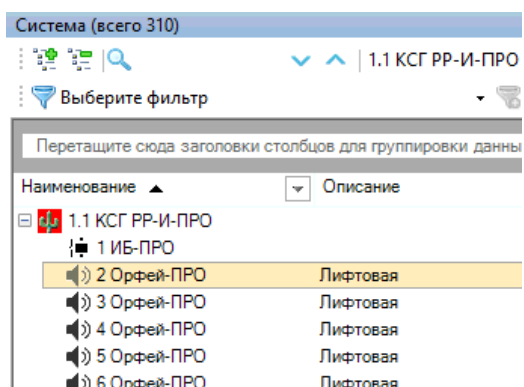 Система (всего 310)
1.1 КСГ РР-И-ПРО
Выберите фильтр
Перетащите сюда заголовки столбцов для группировки данны
Наименование Описание
1.1 КСГ РР-И-ПРО
1 ИБ-ПРО
2 Орфей-ПРО Лифтовая
3 Орфей-ПРО Лифтовая
4 Орфей-ПРО Лифтовая
5 Орфей-ПРО Лифтовая
6 Орфей-ПРО Лифтовая